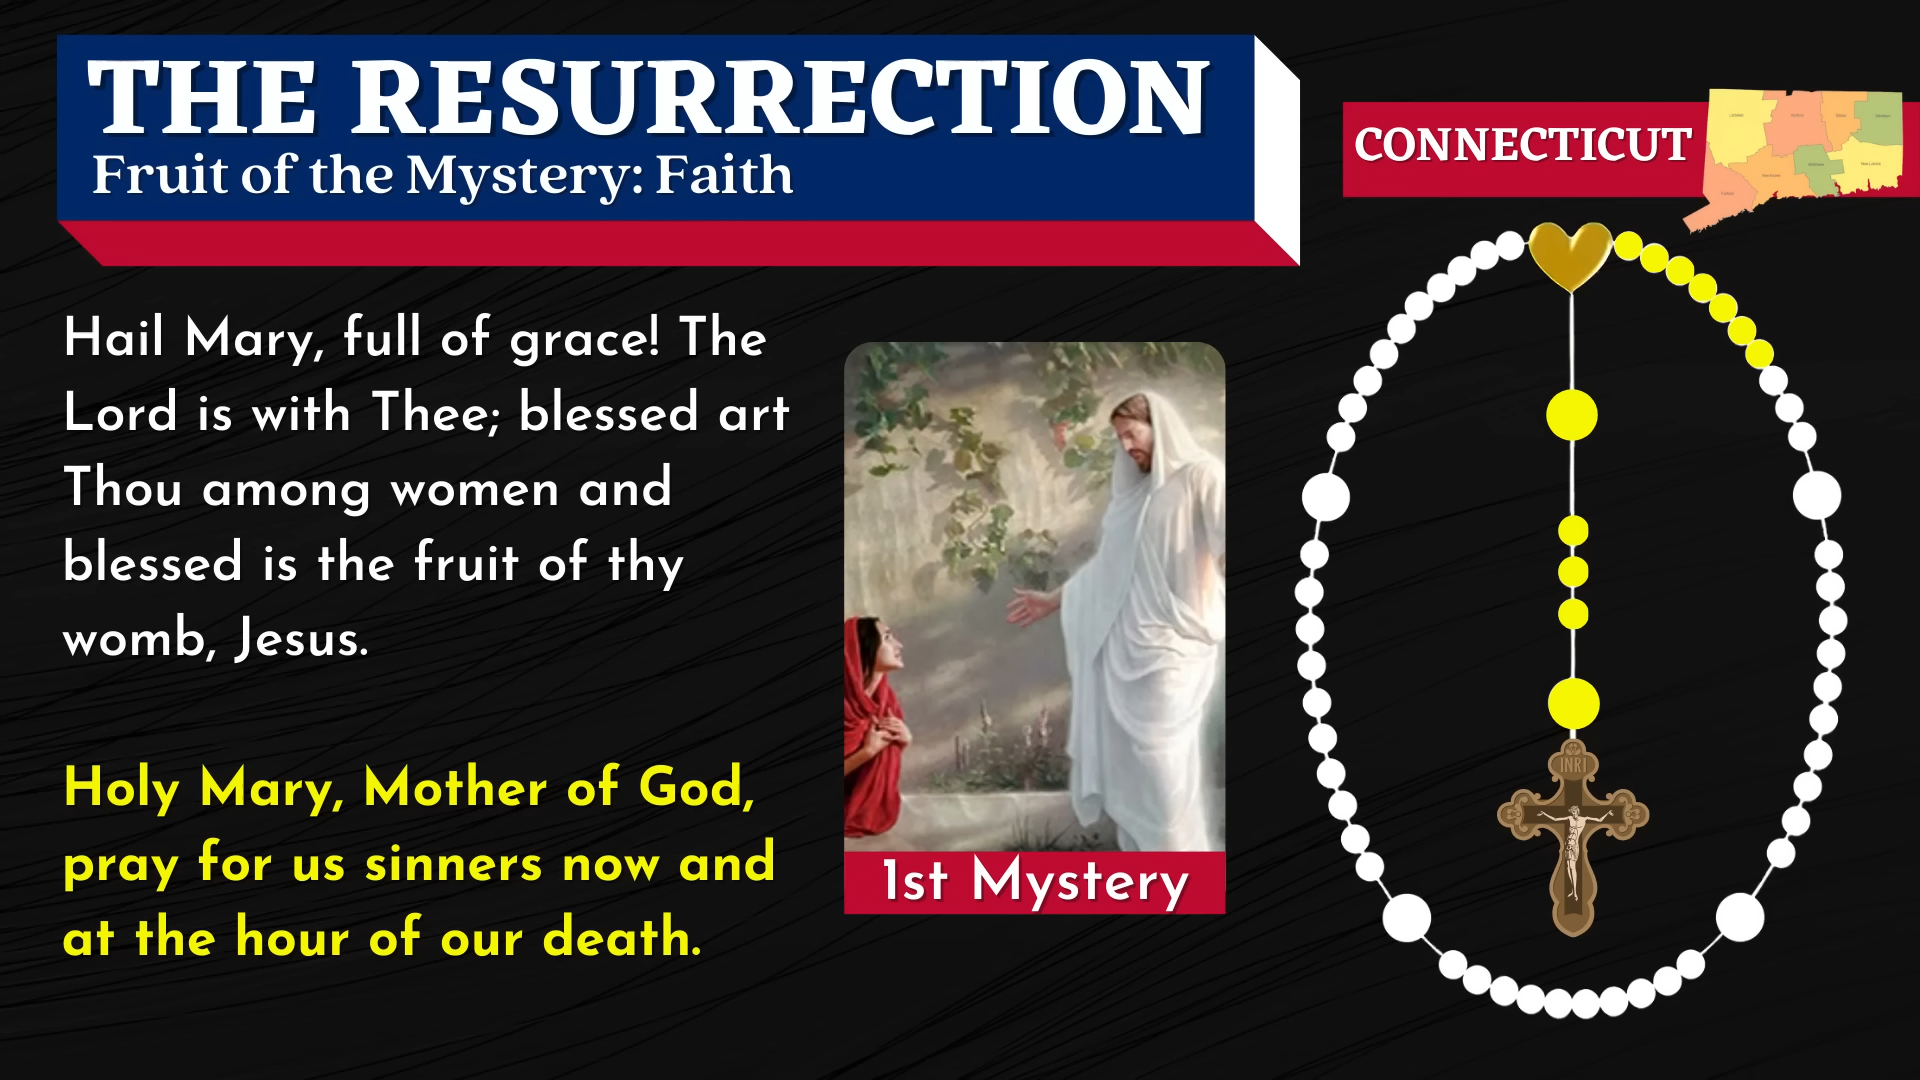 THE RESURRECTION
Fruit of the Mystery: Faith
CONNECTICUT
Hail Mary, full of grace! The
Lord is with Thee; blessed art
Thou among women and
blessed is the fruit of thy
womb, Jesus.
Holy Mary, Mother of God,
pray for us sinners now and
at the hour of our death.
1st Mystery
INRI